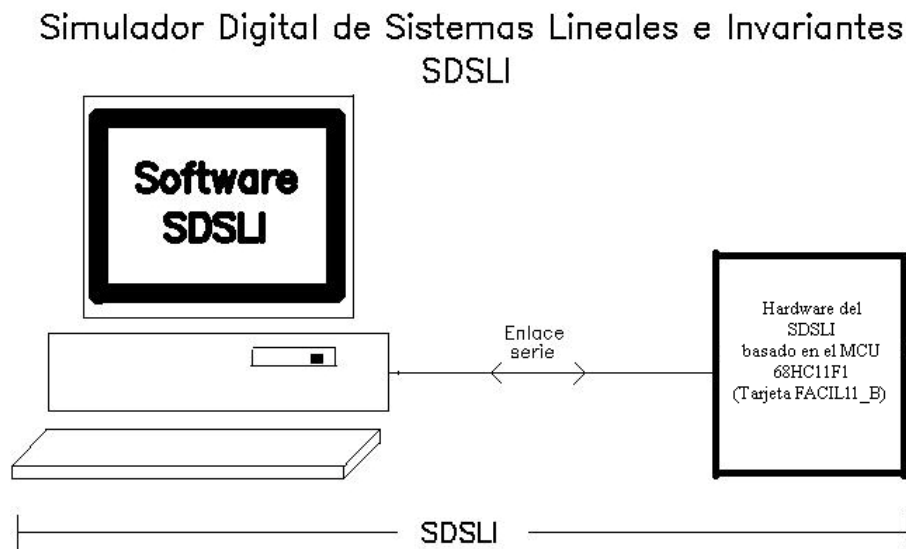 Simulador Digital de Sistemas Lineales e Invariantes
SDSLI
Software
SDSLI
Enlace
serie
Hardware del
SDSLI
basado en el MCU
68HC11F1
(Tarjeta FACIL11_B)
SDSLI